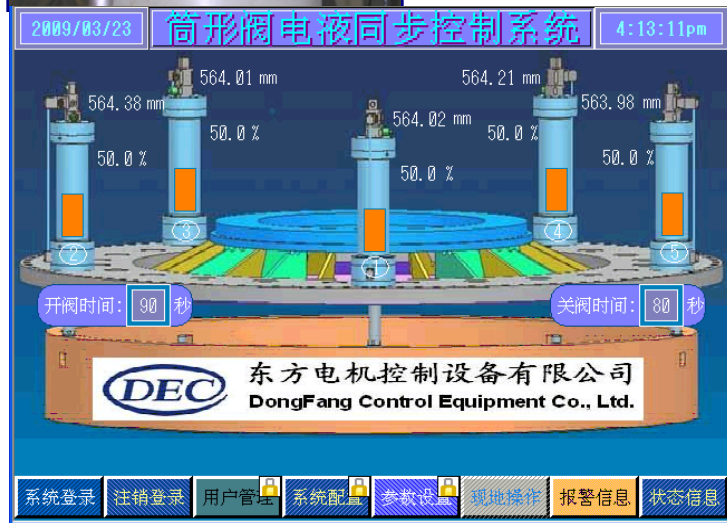 2009/03/23
筒形阀电液同步控制系统
4:13:11pm
564.01 mm
564.21 mm
564.38 mm
563.98 mm
564.02 mm
50.0 %
50.0 %
50.0 %
50.0 %
50.0 %
③
④
②
⑤
①
开阀时间: 90 秒
关阀时间: 80 秒
DEC
东方电机控制设备有限公司
DongFang Control Equipment Co., Ltd.
系统登录
注销登录
用户管理
系统配置
参数设置
现地操作
报警信息
状态信息